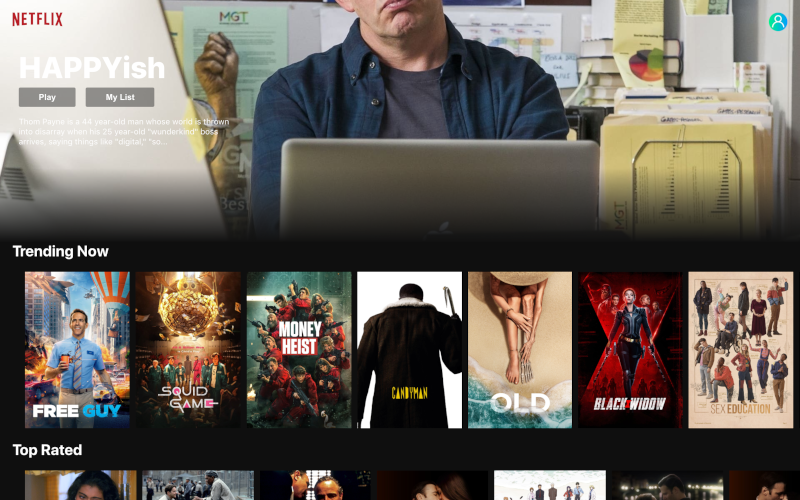 NETFLIX
MGT
HAPPYish
Play
My List
Thom Payne is a 44 year-old man whose world is thrown
into disarray when his 25 year-old "wunderkind" boss
arrives, saying things like "digital," "so...
MGT
Trending Now
FREE GUY
SQUID
GAME
MONEY
HEIST
CANDYMAN
OLD
BLACK WIDOW
SEX EDUCATION
Top Rated